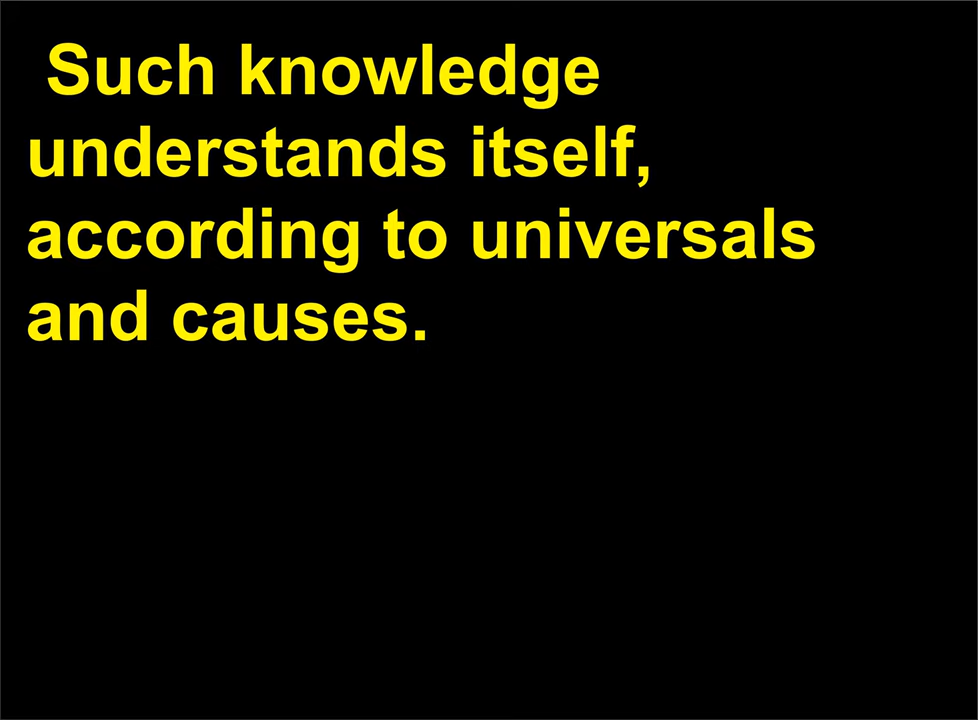 Such knowledge
understands itself,
according to universals
and causes.